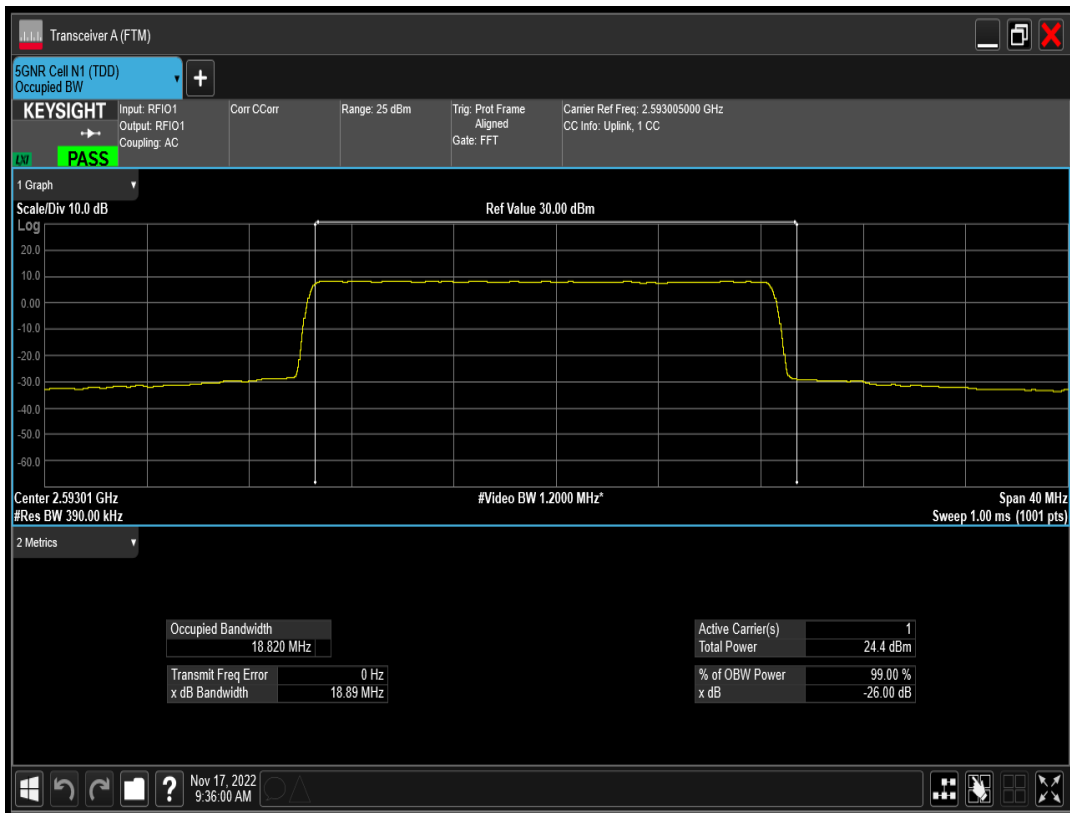 Transceiver A (FTM)
5GNR Cell N1 (TDD)
Occupied BW
KEYSIGHT
LXI
PASS
Input: RFIO1
Output: RFIO1
Coupling: AC
Corr CCorr
Range: 25 dBm
Trig: Prot Frame
Aligned
Gate: FFT
Carrier Ref Freq: 2.593005000 GHz
CC Info: Uplink, 1 CC
1 Graph
Scale/Div 10.0 dB
Ref Value 30.00 dBm
Log
20.0
10.0
0.00
-10.0
-20.0
-30.0
-40.0
-50.0
-60.0
Center 2.59301 GHz
#Video BW 1.2000 MHz*
Span 40 MHz
#Res BW 390.00 kHz
Sweep 1.00 ms (1001 pts)
2 Metrics
Occupied Bandwidth
18.820 MHz
Transmit Freq Error 0 Hz
x dB Bandwidth 18.89 MHz
Active Carrier(s) 1
Total Power 24.4 dBm
% of OBW Power 99.00 %
x dB -26.00 dB
?
Nov 17, 2022
9:36:00 AM